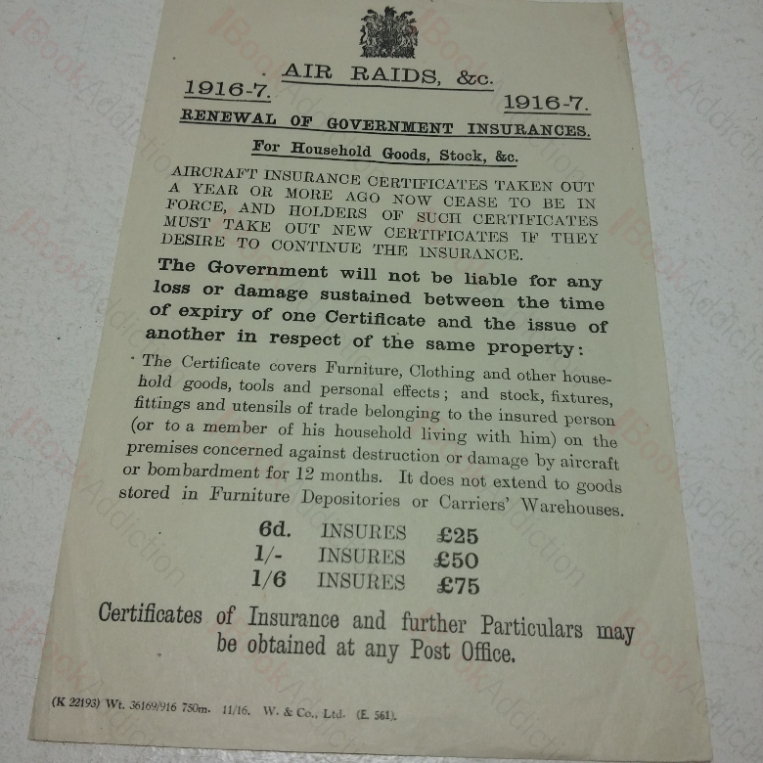 AIR RAIDS, &c.
1916-7. 1916-7.
RENEWAL OF GOVERNMENT INSURANCES.
For Household Goods, Stock, &c.
AIRCRAFT INSURANCE CERTIFICATES TAKEN OUT
A YEAR OR MORE AGO NOW CEASE TO BE IN
FORCE, AND HOLDERS OF SUCH CERTIFICATES
MUST TAKE OUT NEW CERTIFICATES IF THEY
DESIRE TO CONTINUE THE INSURANCE.
The Government will not be liable for any
loss or damage sustained between the time
of expiry of one Certificate and the issue of
another in respect of the same property:
The Certificate covers Furniture, Clothing and other house-
hold goods, tools and personal effects; and stock, fixtures,
fittings and utensils of trade belonging to the insured person
(or to a member of his household living with him) on the
premises concerned against destruction or damage by aircraft
or bombardment for 12 months. It does not extend to goods
stored in Furniture Depositories or Carriers' Warehouses.
6d. INSURES £25
1/- INSURES £50
1/6 INSURES £75
Certificates of Insurance and further Particulars may
be obtained at any Post Office.
(K 22193) Wt. 36169/916 750m. 11/16. W. & Co., Ltd. (E. 561).
BookAddiction